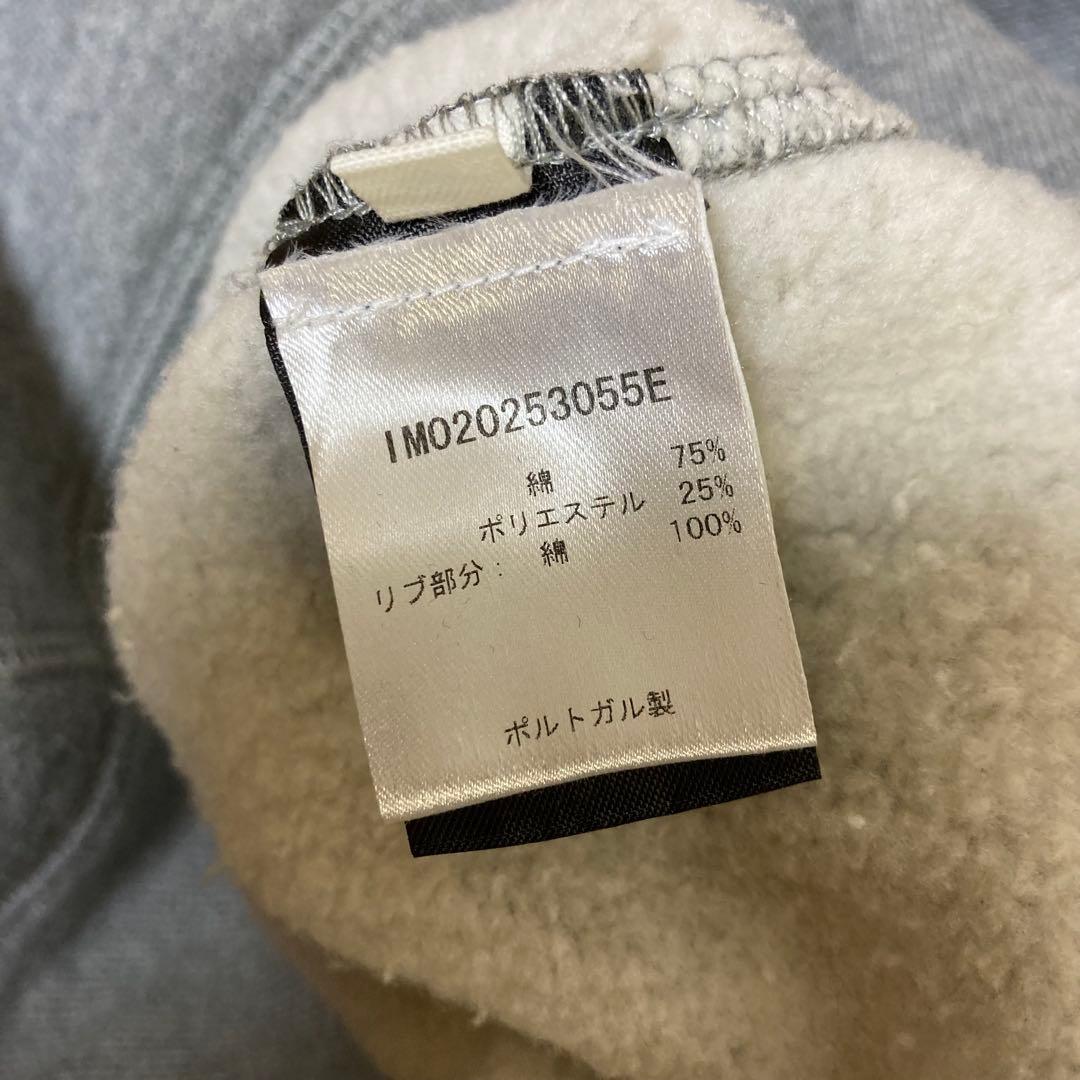 IM020253055E
綿 75%
ポリエステル 25%
リブ部分: 綿 100%
ポルトガル製